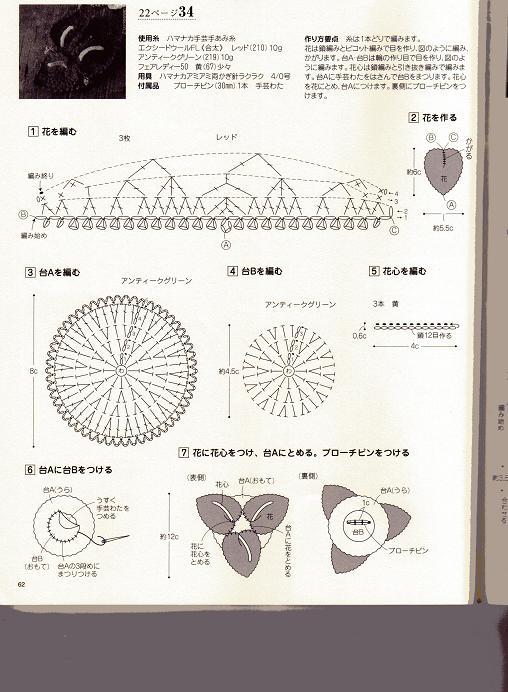 22ページ34
使用糸 ハマナカ手芸手あみ糸
エクシードウールFL《合太》 レッド(210)10g
アンティークグリーン(219)10g
フェアレディー50 黄(67)少々
用具 ハマナカアミアミ両かぎ針ラクラク 4/0号
付属品 ブローチピン(30mm)1本 手芸わた
作り方要点 糸は1本どりで編みます。
花は鎖編みとピコット編みで目を作り、図のように編み、
かがります。台A・台Bは輪の作り目で目を作り、図のよ
うに編みます。花心は鎖編みと引き抜き編みで編みま
す。台Aに手芸わたをはさんで台Bをまつります。花心
を花にとめ、台Aにつけます。裏側にブローチピンをつ
けます。
1 花を編む
3枚
レッド
編み終り
0
×0
4
3
2
1
B
編み始め
A
C
2 花を作る
B
C
かがる
約6c
花
A
約5.5c
3 台Aを編む
アンティークグリーン
8c
わ
4 台Bを編む
アンティークグリーン
約4.5c
わ
5 花心を編む
3本 黄
0.6c
鎖12目作る
4c
6 台Aに台Bをつける
台A(うら)
うすく
手芸わたを
つめる
台B
(おもて)
台Aの3段めに
まつりつける
7 花に花心をつけ、台Aにとめる。ブローチピンをつける
(表側)
花心
台A(おもて)
花
約12c
花に
花心を
とめる
台Aに花をとめる
(裏側)
台A(うら)
1c
台B
ブローチピン
62
編み始め